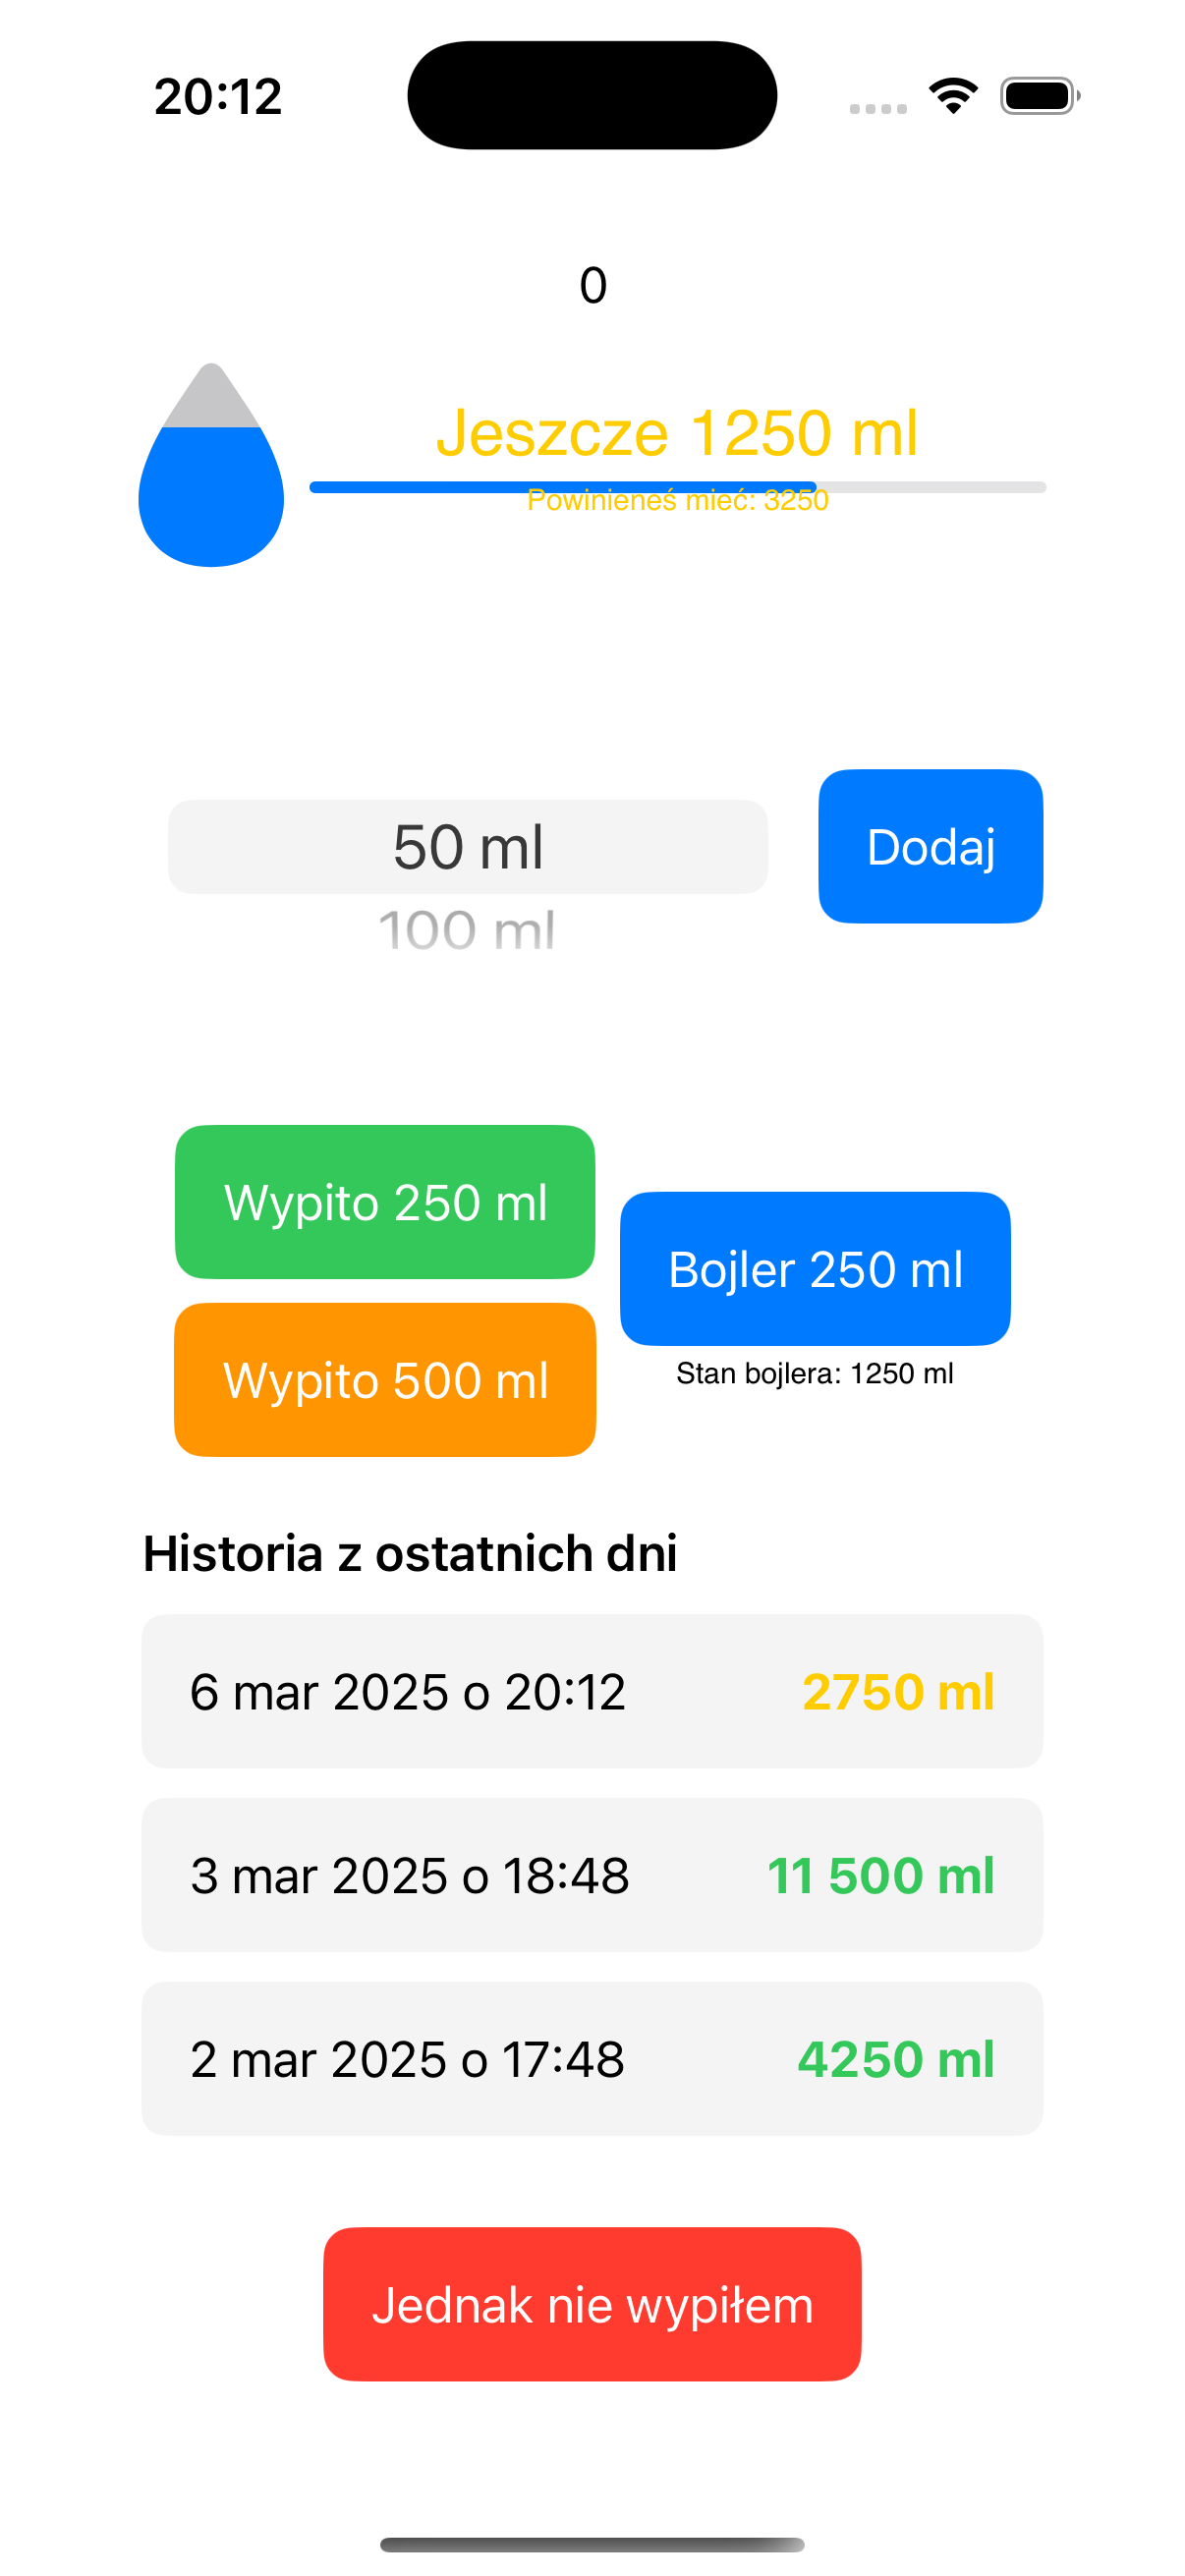 20:12
0
Jeszcze 1250 ml
Powinieneś mieć: 3250
50 ml
Dodaj
100 ml
Wypito 250 ml
Bojler 250 ml
Wypito 500 ml
Stan bojlera: 1250 ml
Historia z ostatnich dni
6 mar 2025 o 20:12 2750 ml
3 mar 2025 o 18:48 11 500 ml
2 mar 2025 o 17:48 4250 ml
Jednak nie wypiłem